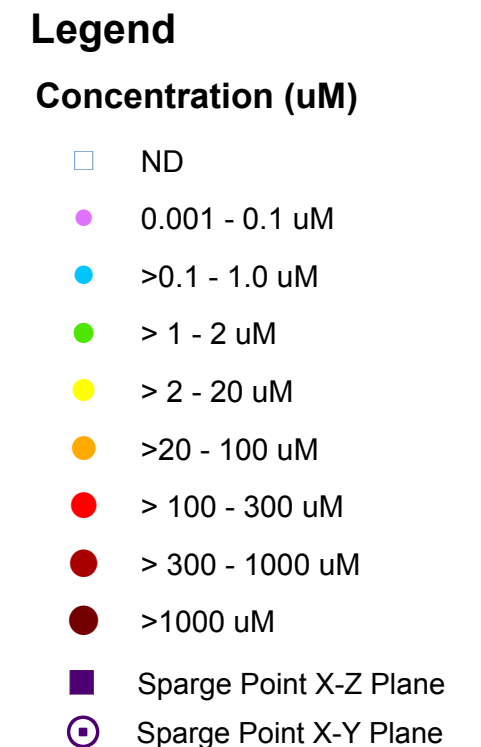 Legend
Concentration (uM)
ND
0.001 - 0.1 uM
>0.1 - 1.0 uM
> 1 - 2 uM
> 2 - 20 uM
>20 - 100 uM
> 100 - 300 uM
> 300 - 1000 uM
>1000 uM
Sparge Point X-Z Plane
Sparge Point X-Y Plane